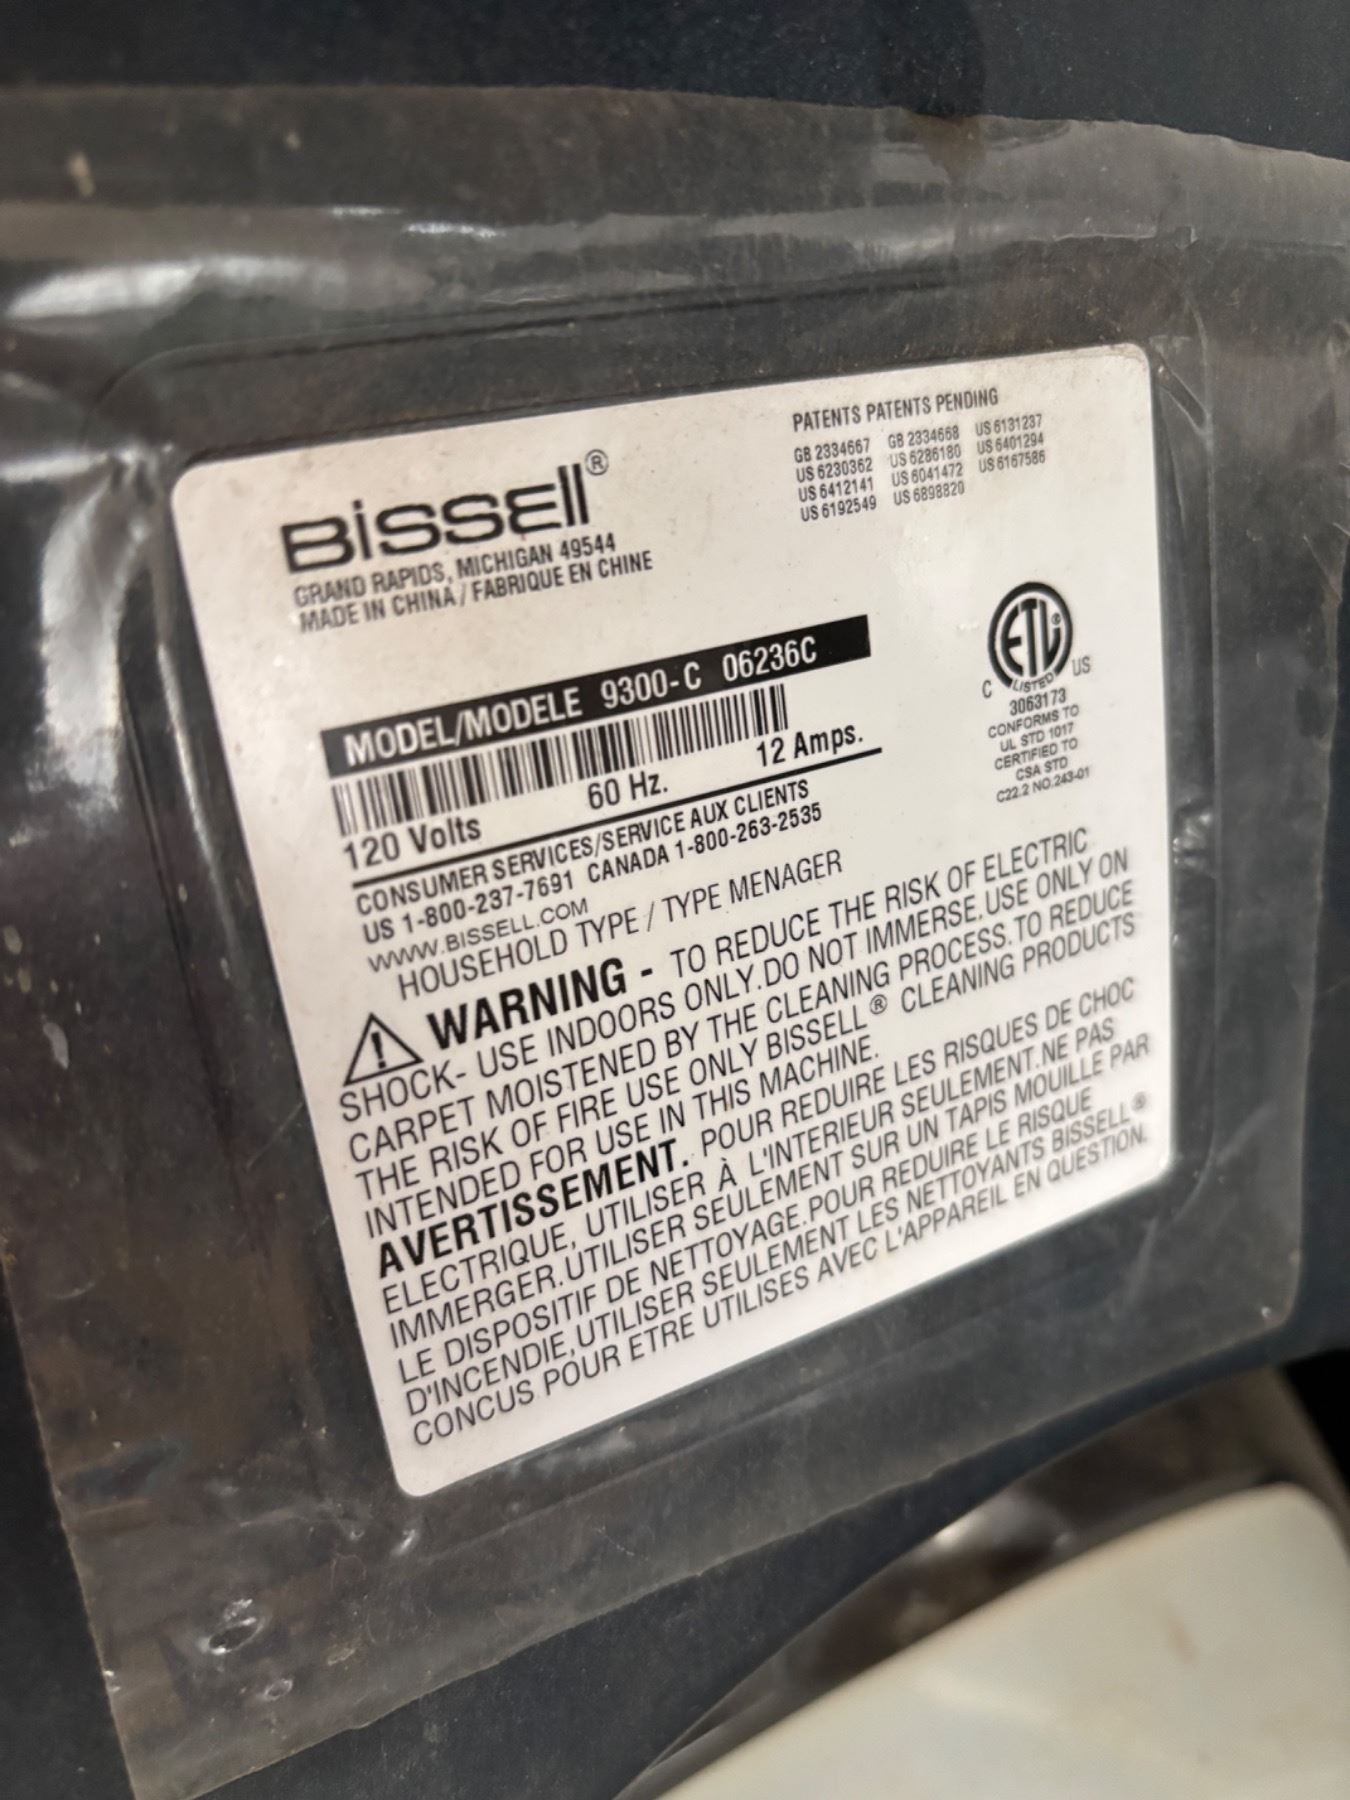 BISSELL®
GRAND RAPIDS, MICHIGAN 49544
MADE IN CHINA / FABRIQUE EN CHINE
PATENTS PATENTS PENDING
GB 2334667 GB 2334668 US 6131237
US 6230362 US 6286180 US 6401294
US 6412141 US 6041472 US 6167586
US 6192549 US 6898820
MODEL/MODELE 9300-C 06236C
120 Volts 60 Hz. 12 Amps.
ETL®
C LISTED US
3063173
CONFORMS TO
UL STD 1017
CERTIFIED TO
CSA STD
C22.2 NO.243-01
CONSUMER SERVICES/SERVICE AUX CLIENTS
US 1-800-237-7691 CANADA 1-800-263-2535
WWW.BISSELL.COM
HOUSEHOLD TYPE / TYPE MENAGER
WARNING - TO REDUCE THE RISK OF ELECTRIC
SHOCK- USE INDOORS ONLY.DO NOT IMMERSE.USE ONLY ON
CARPET MOISTENED BY THE CLEANING PROCESS.TO REDUCE
THE RISK OF FIRE USE ONLY BISSELL® CLEANING PRODUCTS
INTENDED FOR USE IN THIS MACHINE.
AVERTISSEMENT. POUR REDUIRE LES RISQUES DE CHOC
ELECTRIQUE, UTILISER À L'INTERIEUR SEULEMENT.NE PAS
IMMERGER.UTILISER SEULEMENT SUR UN TAPIS MOUILLE PAR
LE DISPOSITIF DE NETTOYAGE.POUR REDUIRE LE RISQUE
D'INCENDIE,UTILISER SEULEMENT LES NETTOYANTS BISSELL®
CONCUS POUR ETRE UTILISES AVEC L'APPAREIL EN QUESTION.